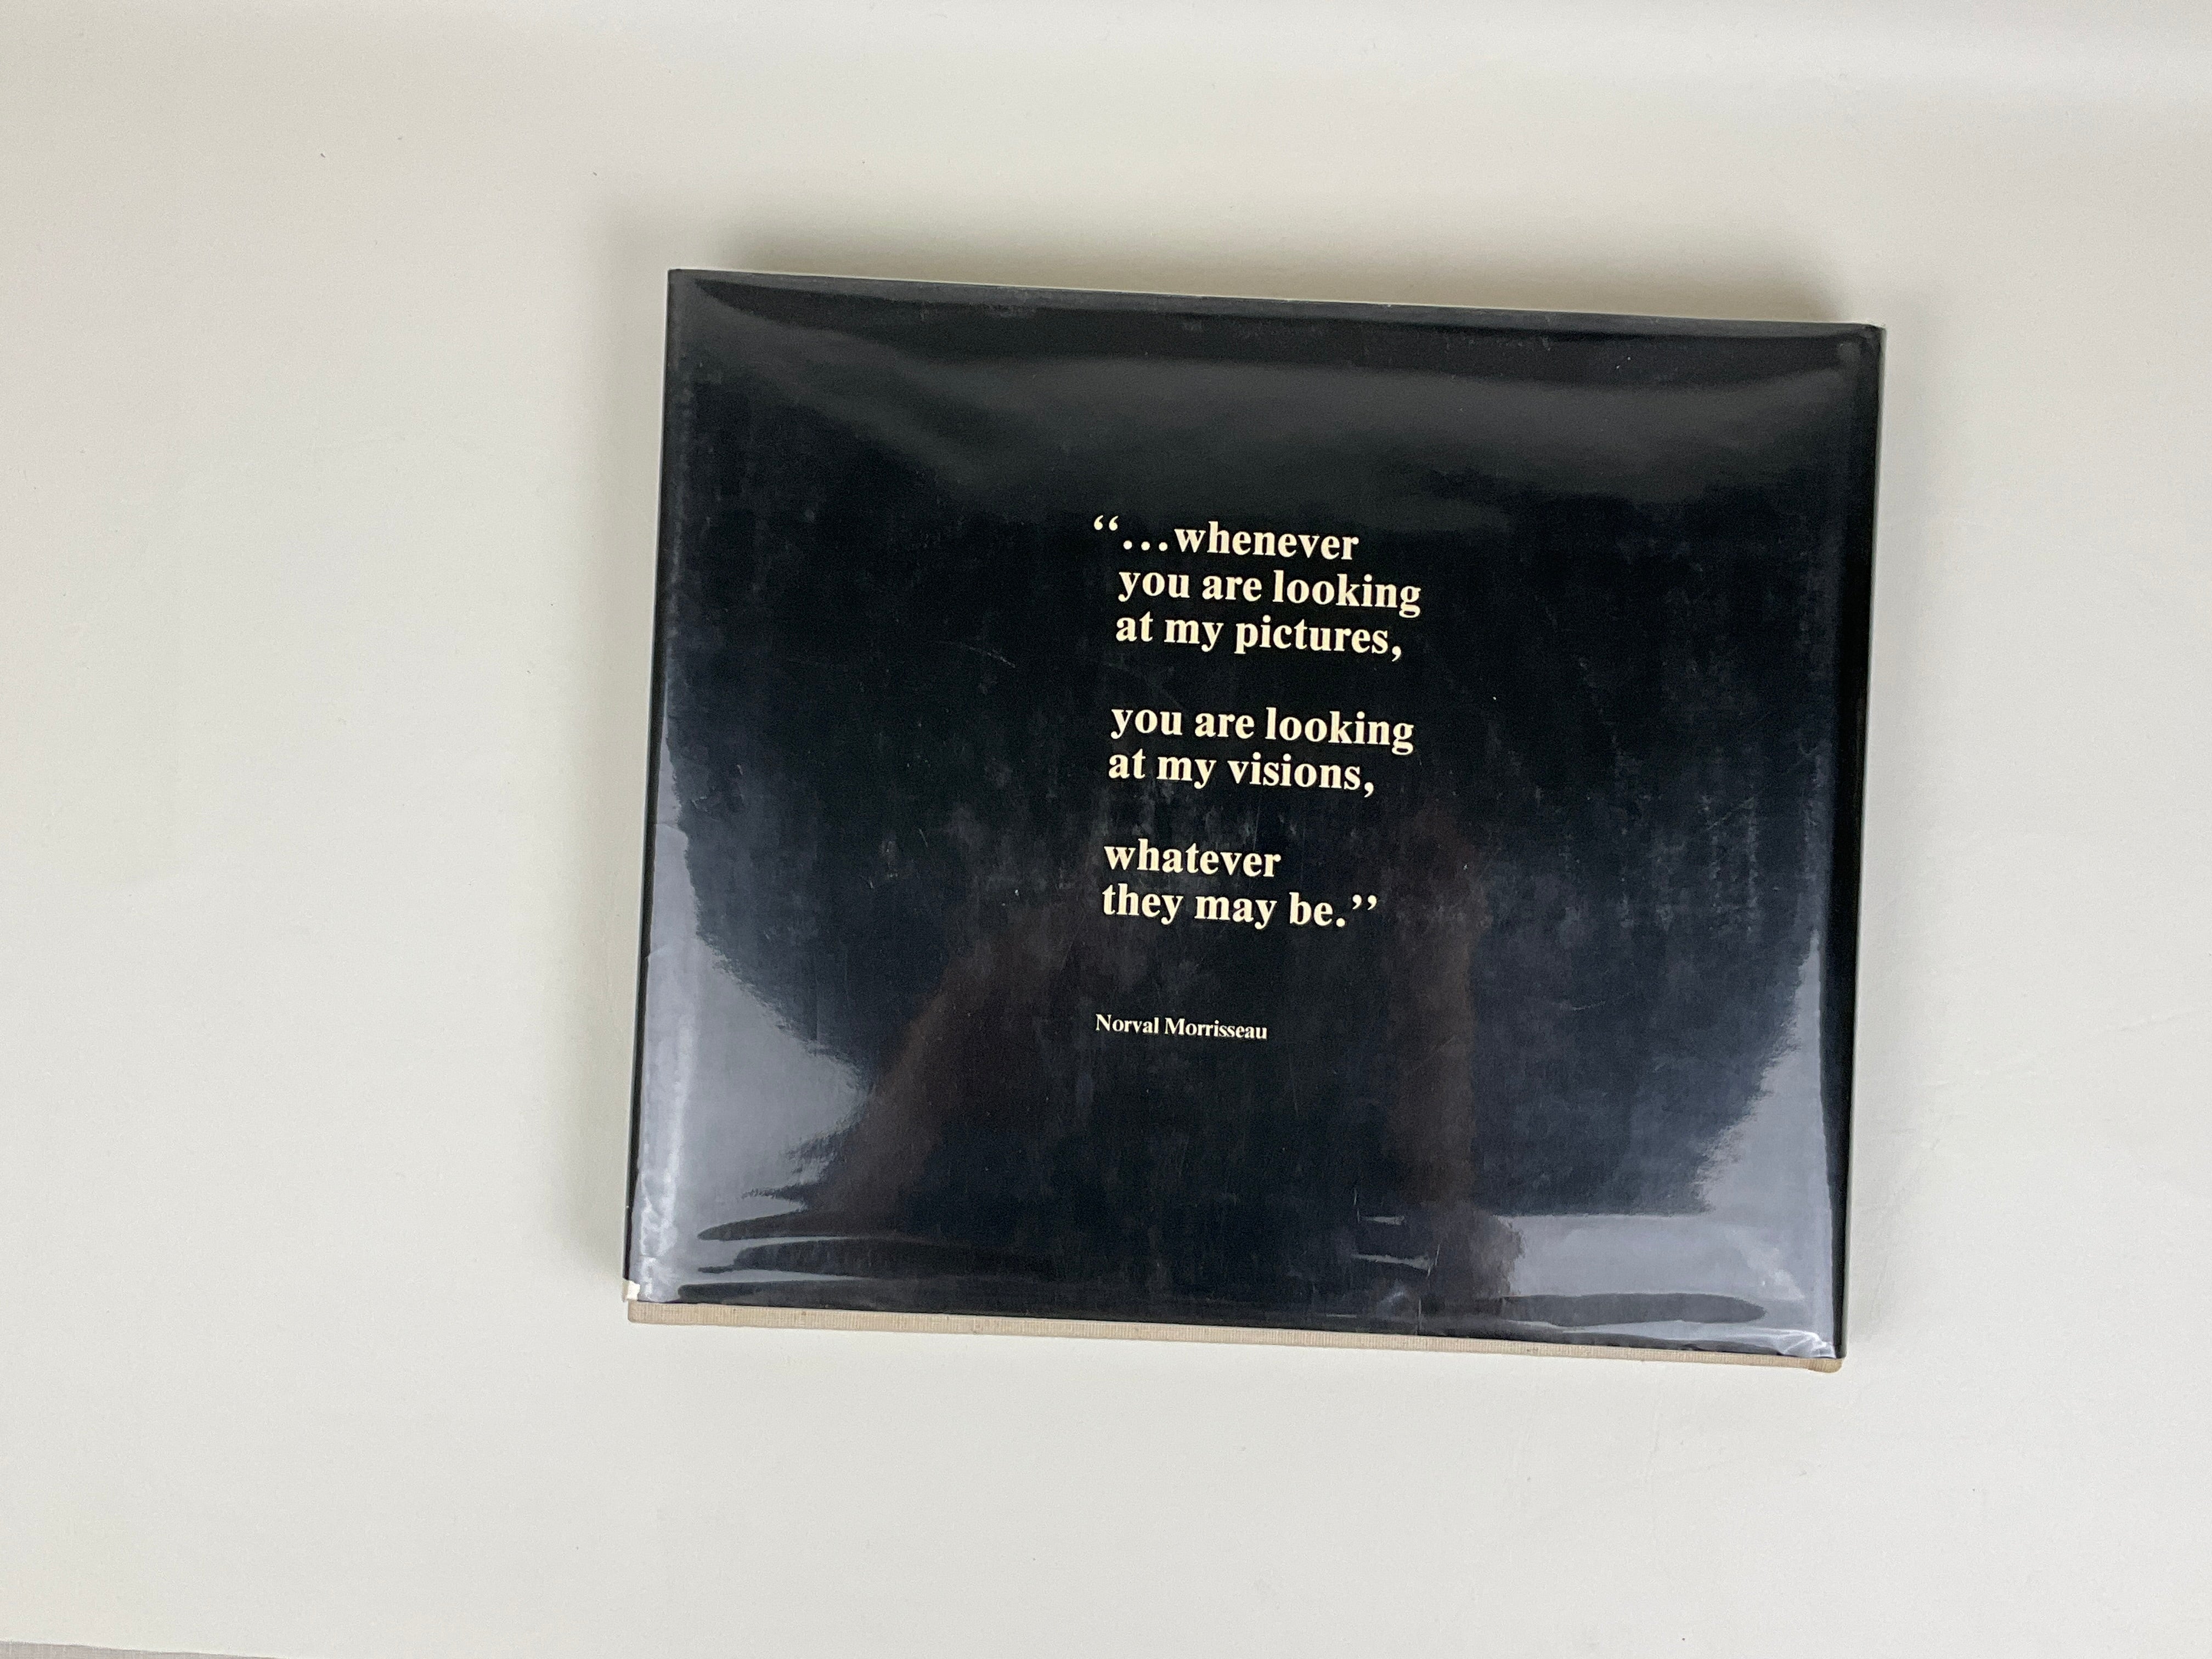 “...whenever
you are looking
at my pictures,
you are looking
at my visions,
whatever
they may be.”
Norval Morrisseau